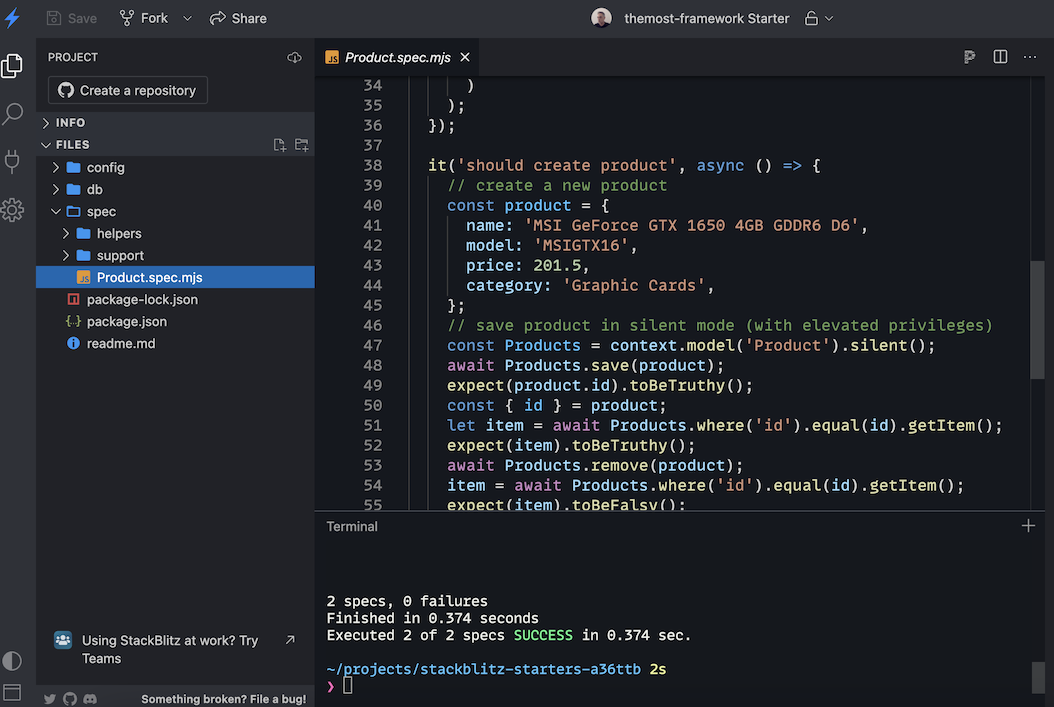 Save
Fork
Share
themost-framework Starter
PROJECT
Create a repository
INFO
FILES
config
db
spec
helpers
support
JS Product.spec.mjs
package-lock.json
{..} package.json
readme.md
Using StackBlitz at work? Try
Teams
Something broken? File a bug!
JS Product.spec.mjs
34 )
35 );
36 });
37
38 it('should create product', async () => {
39 // create a new product
40 const product = {
41 name: 'MSI GeForce GTX 1650 4GB GDDR6 D6',
42 model: 'MSIGTX16',
43 price: 201.5,
44 category: 'Graphic Cards',
45 };
46 // save product in silent mode (with elevated privileges)
47 const Products = context.model('Product').silent();
48 await Products.save(product);
49 expect(product.id).toBeTruthy();
50 const { id } = product;
51 let item = await Products.where('id').equal(id).getItem();
52 expect(item).toBeTruthy();
53 await Products.remove(product);
54 item = await Products.where('id').equal(id).getItem();
55 expect(item).toBeFalsy();
Terminal
2 specs, 0 failures
Finished in 0.374 seconds
Executed 2 of 2 specs SUCCESS in 0.374 sec.
~/projects/stackblitz-starters-a36ttb 2s
❯